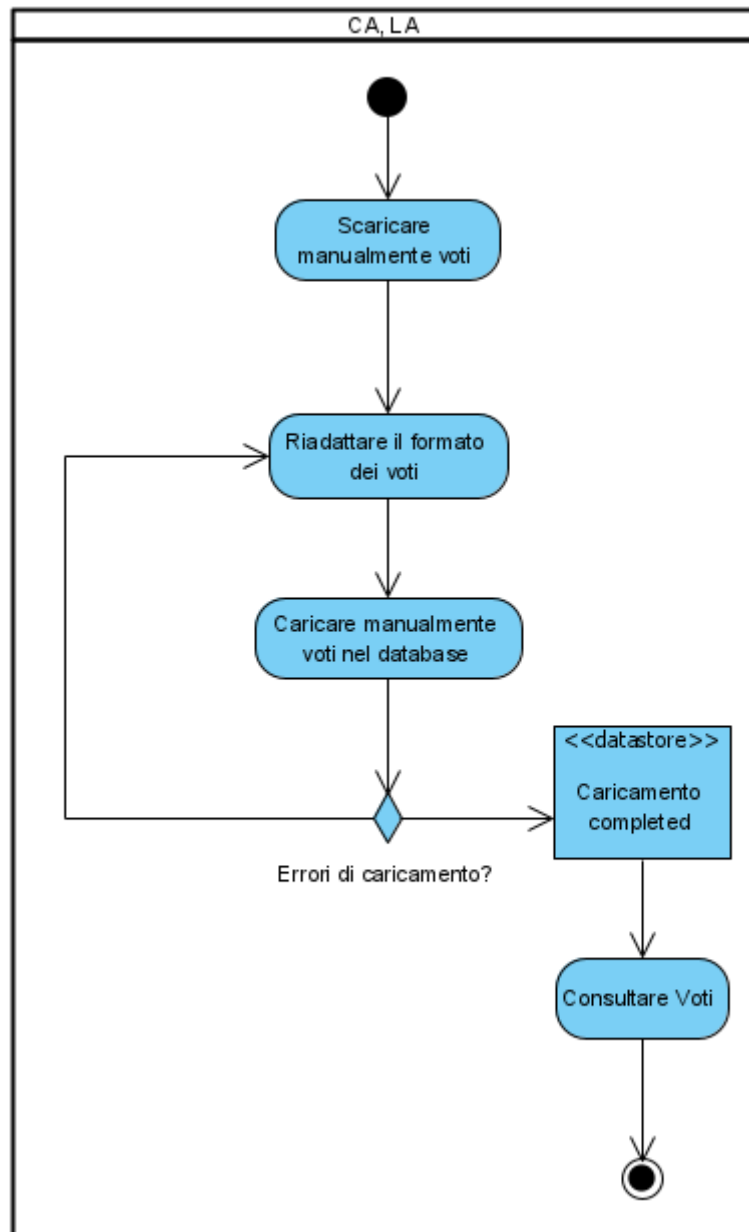 CA, LA
Scaricare
manualmente voti
Riadattare il formato
dei voti
Caricare manualmente
voti nel database
<<datastore>>
Caricamento
completed
Errori di caricamento?
Consultare Voti